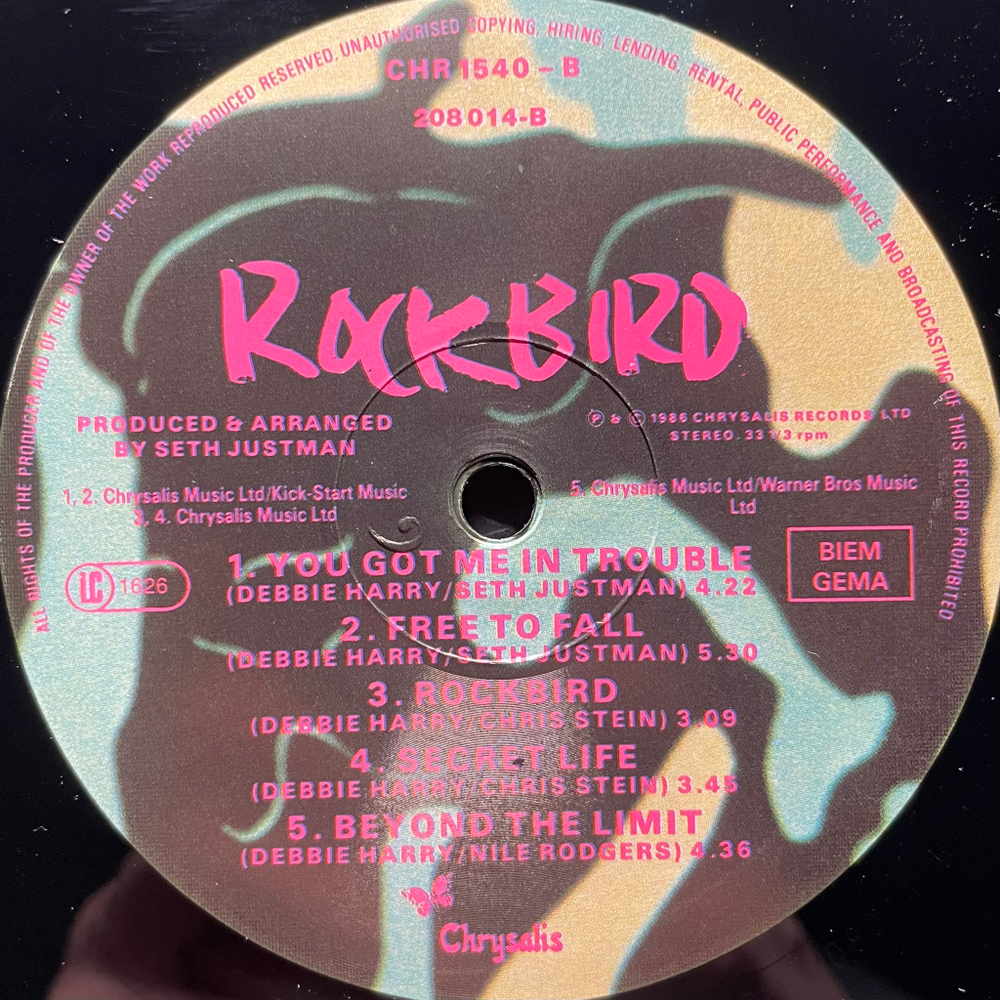 ALL RIGHTS OF THE PRODUCER AND OF THE OWNER OF THE WORK REPRODUCED RESERVED. UNAUTHORISED COPYING, HIRING, LENDING, RENTAL, PUBLIC PERFORMANCE AND BROADCASTING OF THIS RECORD PROHIBITED
CHR 1540 – B
208 014-B
ROCKBIRD
PRODUCED & ARRANGED
BY SETH JUSTMAN
Ⓟ & © 1986 CHRYSALIS RECORDS LTD
STEREO. 33 1/3 rpm
1, 2. Chrysalis Music Ltd/Kick-Start Music
3, 4. Chrysalis Music Ltd
5. Chrysalis Music Ltd/Warner Bros Music
Ltd
LC 1626
BIEM
GEMA
1. YOU GOT ME IN TROUBLE
(DEBBIE HARRY/SETH JUSTMAN) 4.22
2. FREE TO FALL
(DEBBIE HARRY/SETH JUSTMAN) 5.30
3. ROCKBIRD
(DEBBIE HARRY/CHRIS STEIN) 3.09
4. SECRET LIFE
(DEBBIE HARRY/CHRIS STEIN) 3.45
5. BEYOND THE LIMIT
(DEBBIE HARRY/NILE RODGERS) 4.36
Chrysalis